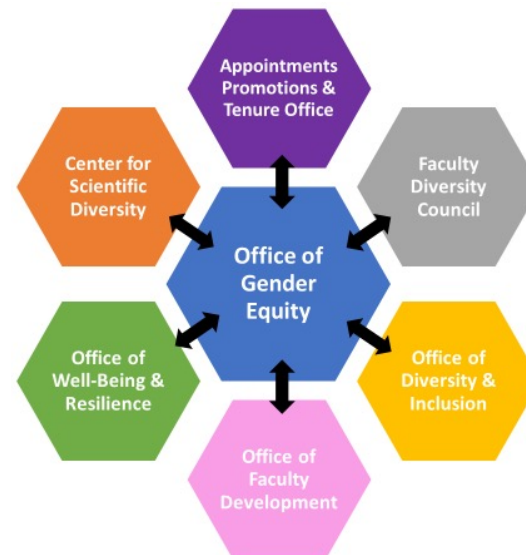 Appointments
Promotions &
Tenure Office
Center for
Scientific
Diversity
Faculty
Diversity
Council
Office of
Gender
Equity
Office of
Well-Being &
Resilience
Office of
Diversity &
Inclusion
Office of
Faculty
Development